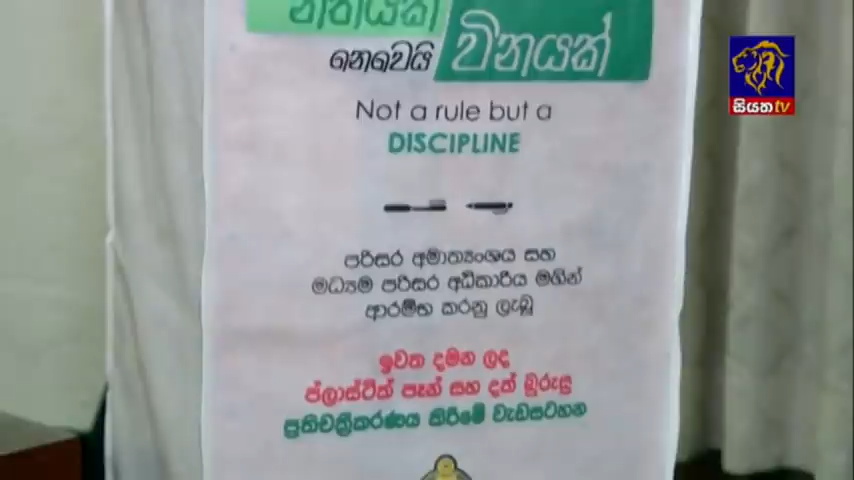 නෙවෙයි විනයක්
Not a rule but a
DISCIPLINE
පරිසර අමාත්‍යංශය සහ
මධ්‍යම පරිසර අධිකාරිය මගින්
ආරම්භ කරනු ලැබූ
ඉවත දමන ලද
ප්ලාස්ටික් පෑන් සහ දත් බුරුසු
ප්‍රතිචක්‍රීකරණය කිරීමේ වැඩසටහන
සියත tv